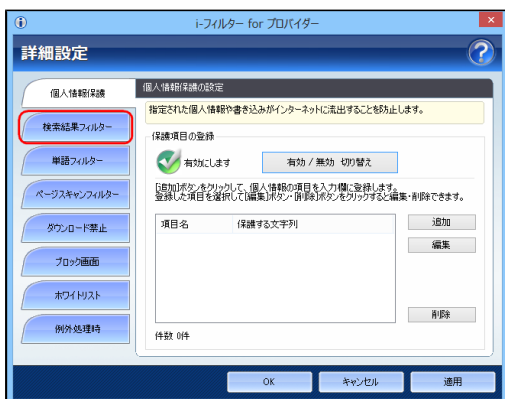 i-フィルター for プロバイダー
詳細設定
個人情報保護
検索結果フィルター
単語フィルター
ページスキャンフィルター
ダウンロード禁止
ブロック画面
ホワイトリスト
例外処理時
個人情報保護の設定
指定された個人情報や書き込みがインターネットに流出することを防止します。
保護項目の登録
有効にします
有効 / 無効 切り替え
[追加]ボタンをクリックして、個人情報の項目を入力欄に登録します。
登録した項目を選択して[編集]ボタン・[削除]ボタンをクリックすると編集・削除できます。
項目名 保護する文字列
追加
編集
削除
件数 0件
OK キャンセル 適用